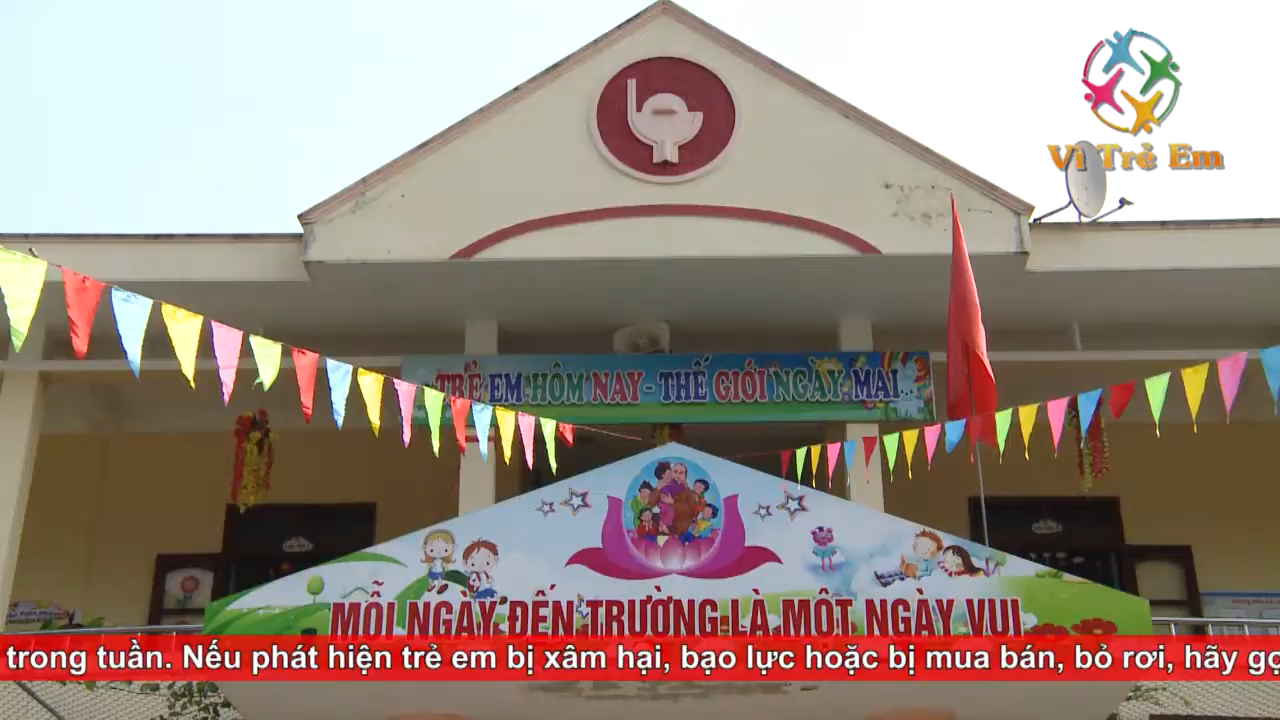 Vì Trẻ Em
TRẺ EM HÔM NAY - THẾ GIỚI NGÀY MAI...
MỖI NGÀY ĐẾN TRƯỜNG LÀ MỘT NGÀY VUI
trong tuần. Nếu phát hiện trẻ em bị xâm hại, bạo lực hoặc bị mua bán, bỏ rơi, hãy gọ